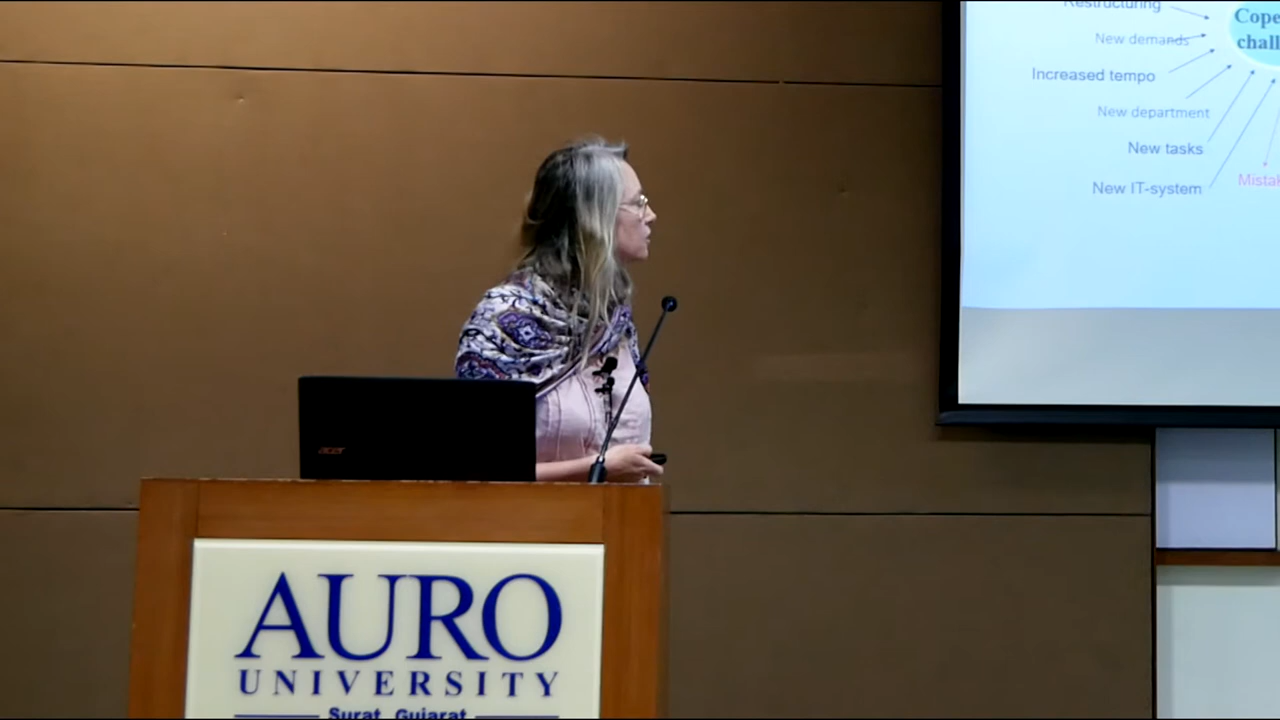 Restructuring
Cope
New demands
chall
Increased tempo
New department
New tasks
New IT-system
Mistak
acer
AURO
UNIVERSITY
Surat, Gujarat